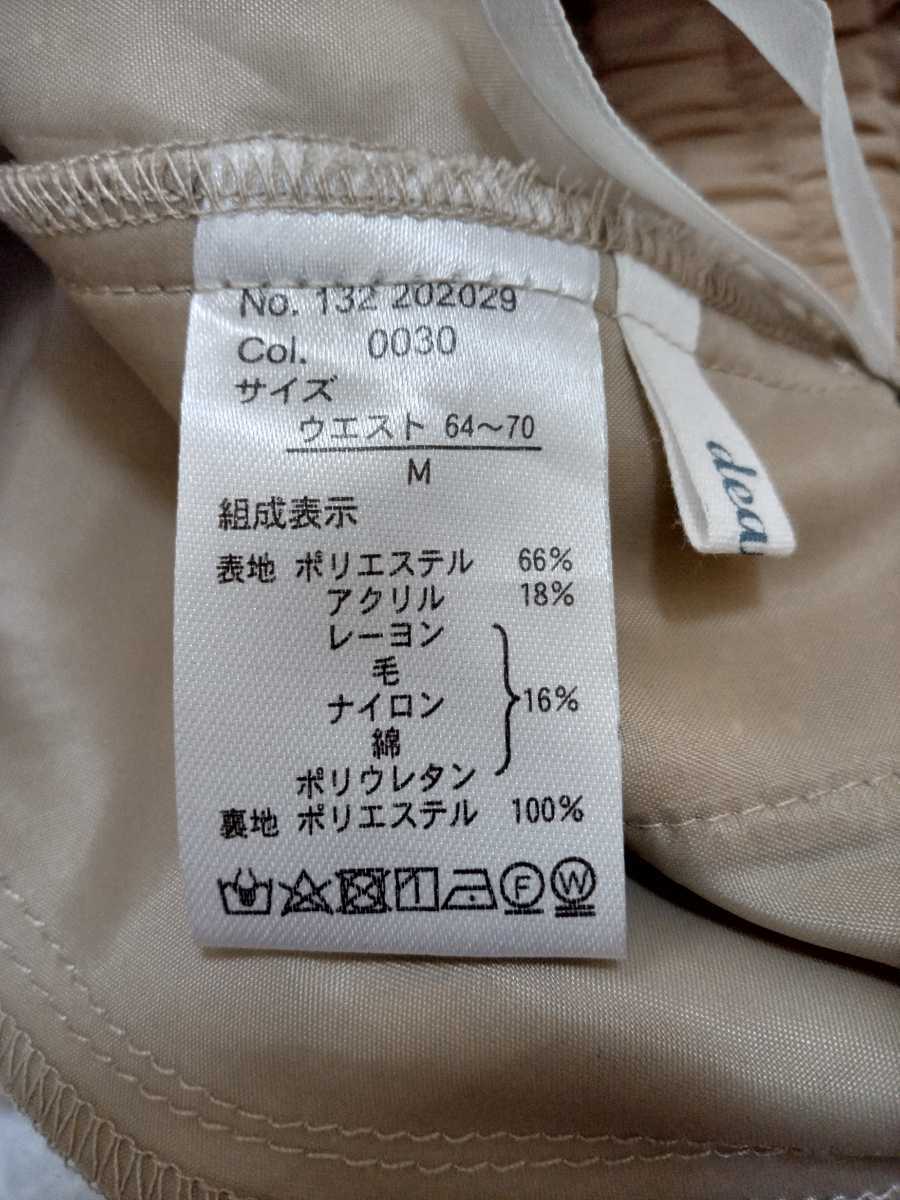 No. 132 202029
Col. 0030
サイズ
ウエスト 64～70
M
組成表示
表地 ポリエステル 66%
アクリル 18%
レーヨン
毛
ナイロン 16%
綿
ポリウレタン
裏地 ポリエステル 100%
F W
dea